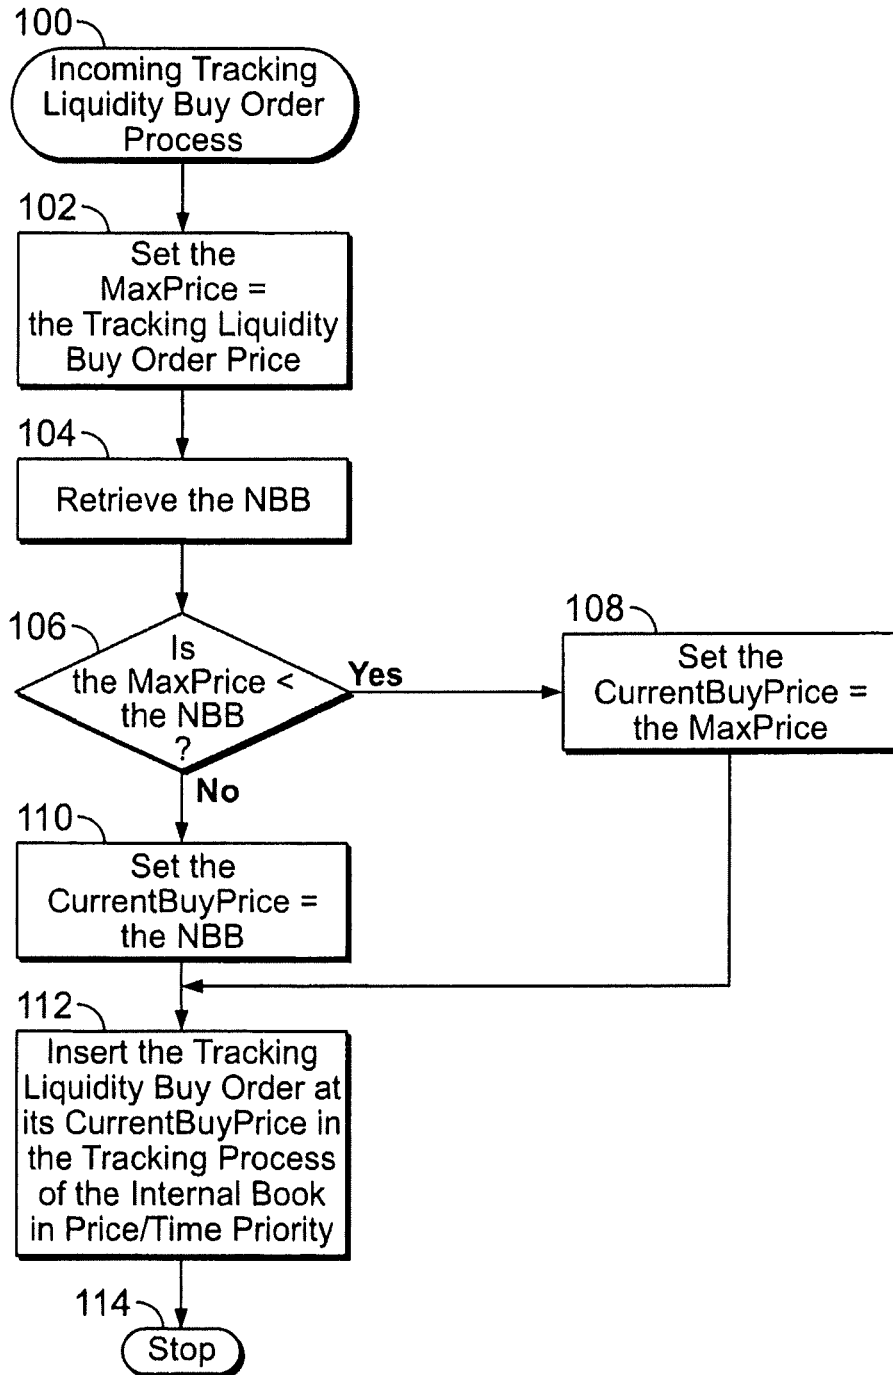 100
Incoming Tracking
Liquidity Buy Order
Process
102
Set the
MaxPrice =
the Tracking Liquidity
Buy Order Price
104
Retrieve the NBB
106
Is
the MaxPrice <
the NBB
?
Yes
108
Set the
CurrentBuyPrice =
the MaxPrice
No
110
Set the
CurrentBuyPrice =
the NBB
112
Insert the Tracking
Liquidity Buy Order at
its CurrentBuyPrice in
the Tracking Process
of the Internal Book
in Price/Time Priority
114
Stop